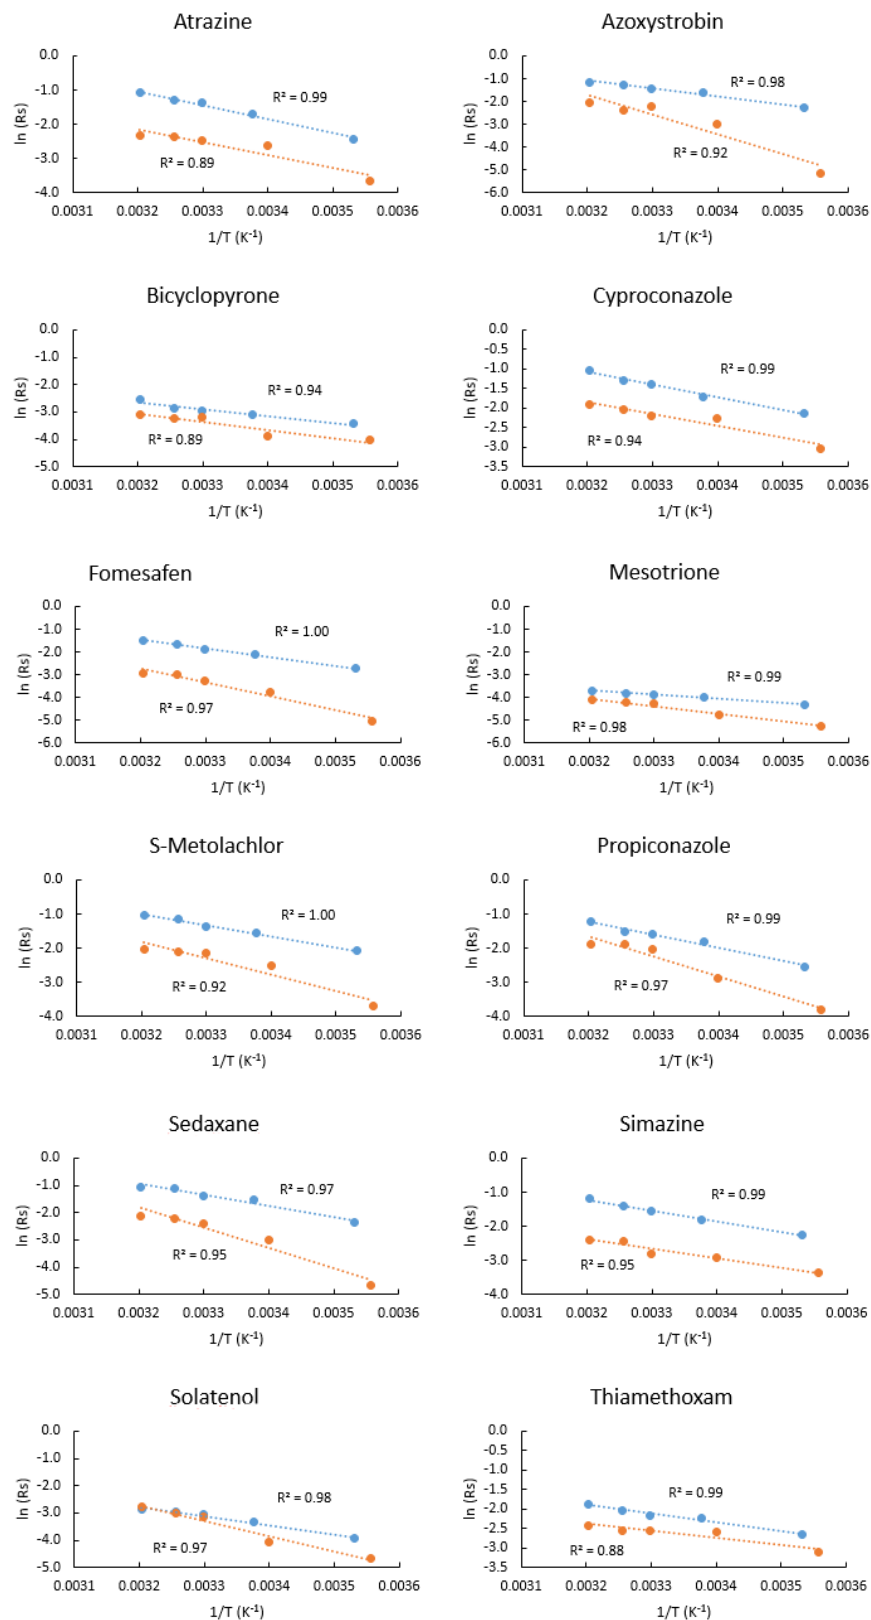 Atrazine
0.0
-1.0
-2.0
-3.0
-4.0
ln (Rs)
R² = 0.99
R² = 0.89
0.0031 0.0032 0.0033 0.0034 0.0035 0.0036
1/T (K⁻¹)
Azoxystrobin
0.0
-1.0
-2.0
-3.0
-4.0
-5.0
-6.0
ln (Rs)
R² = 0.98
R² = 0.92
0.0031 0.0032 0.0033 0.0034 0.0035 0.0036
1/T (K⁻¹)
Bicyclopyrone
0.0
-1.0
-2.0
-3.0
-4.0
-5.0
ln (Rs)
R² = 0.94
R² = 0.89
0.0031 0.0032 0.0033 0.0034 0.0035 0.0036
1/T (K⁻¹)
Cyproconazole
0.0
-0.5
-1.0
-1.5
-2.0
-2.5
-3.0
-3.5
ln (Rs)
R² = 0.99
R² = 0.94
0.0031 0.0032 0.0033 0.0034 0.0035 0.0036
1/T (K⁻¹)
Fomesafen
0.0
-1.0
-2.0
-3.0
-4.0
-5.0
-6.0
ln (Rs)
R² = 1.00
R² = 0.97
0.0031 0.0032 0.0033 0.0034 0.0035 0.0036
1/T (K⁻¹)
Mesotrione
0.0
-1.0
-2.0
-3.0
-4.0
-5.0
-6.0
ln (Rs)
R² = 0.99
R² = 0.98
0.0031 0.0032 0.0033 0.0034 0.0035 0.0036
1/T (K⁻¹)
S-Metolachlor
0.0
-1.0
-2.0
-3.0
-4.0
ln (Rs)
R² = 1.00
R² = 0.92
0.0031 0.0032 0.0033 0.0034 0.0035 0.0036
1/T (K⁻¹)
Propiconazole
0.0
-1.0
-2.0
-3.0
-4.0
ln (Rs)
R² = 0.99
R² = 0.97
0.0031 0.0032 0.0033 0.0034 0.0035 0.0036
1/T (K⁻¹)
Sedaxane
0.0
-1.0
-2.0
-3.0
-4.0
-5.0
ln (Rs)
R² = 0.97
R² = 0.95
0.0031 0.0032 0.0033 0.0034 0.0035 0.0036
1/T (K⁻¹)
Simazine
0.0
-1.0
-2.0
-3.0
-4.0
ln (Rs)
R² = 0.99
R² = 0.95
0.0031 0.0032 0.0033 0.0034 0.0035 0.0036
1/T (K⁻¹)
Solatenol
0.0
-1.0
-2.0
-3.0
-4.0
-5.0
ln (Rs)
R² = 0.98
R² = 0.97
0.0031 0.0032 0.0033 0.0034 0.0035 0.0036
1/T (K⁻¹)
Thiamethoxam
0.0
-0.5
-1.0
-1.5
-2.0
-2.5
-3.0
-3.5
ln (Rs)
R² = 0.99
R² = 0.88
0.0031 0.0032 0.0033 0.0034 0.0035 0.0036
1/T (K⁻¹)